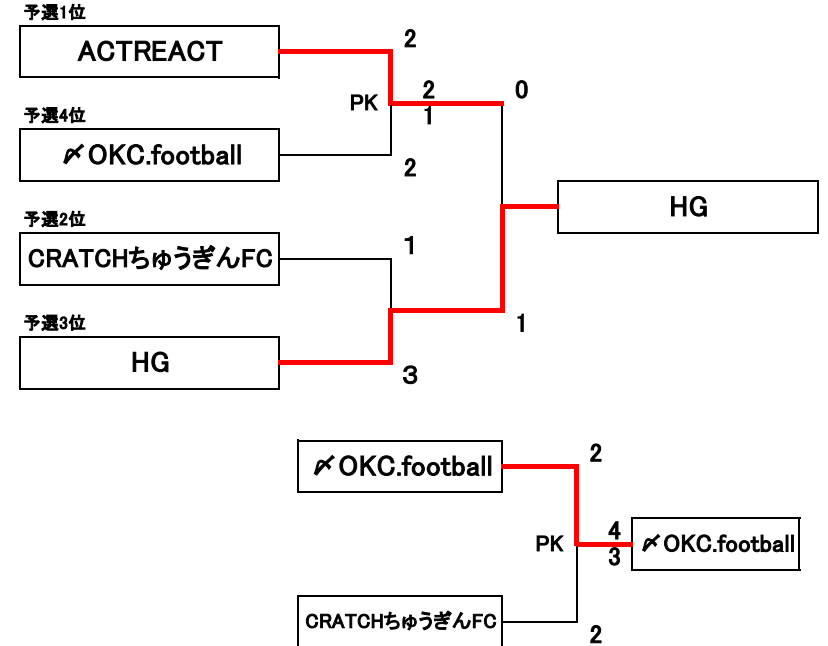 予選1位
ACTREACT
2
PK
2
1
0
予選4位
〆OKC.football
2
HG
予選2位
CRATCHちゅうぎんFC
1
予選3位
HG
3
1
〆OKC.football
2
PK
4
3
〆OKC.football
CRATCHちゅうぎんFC
2